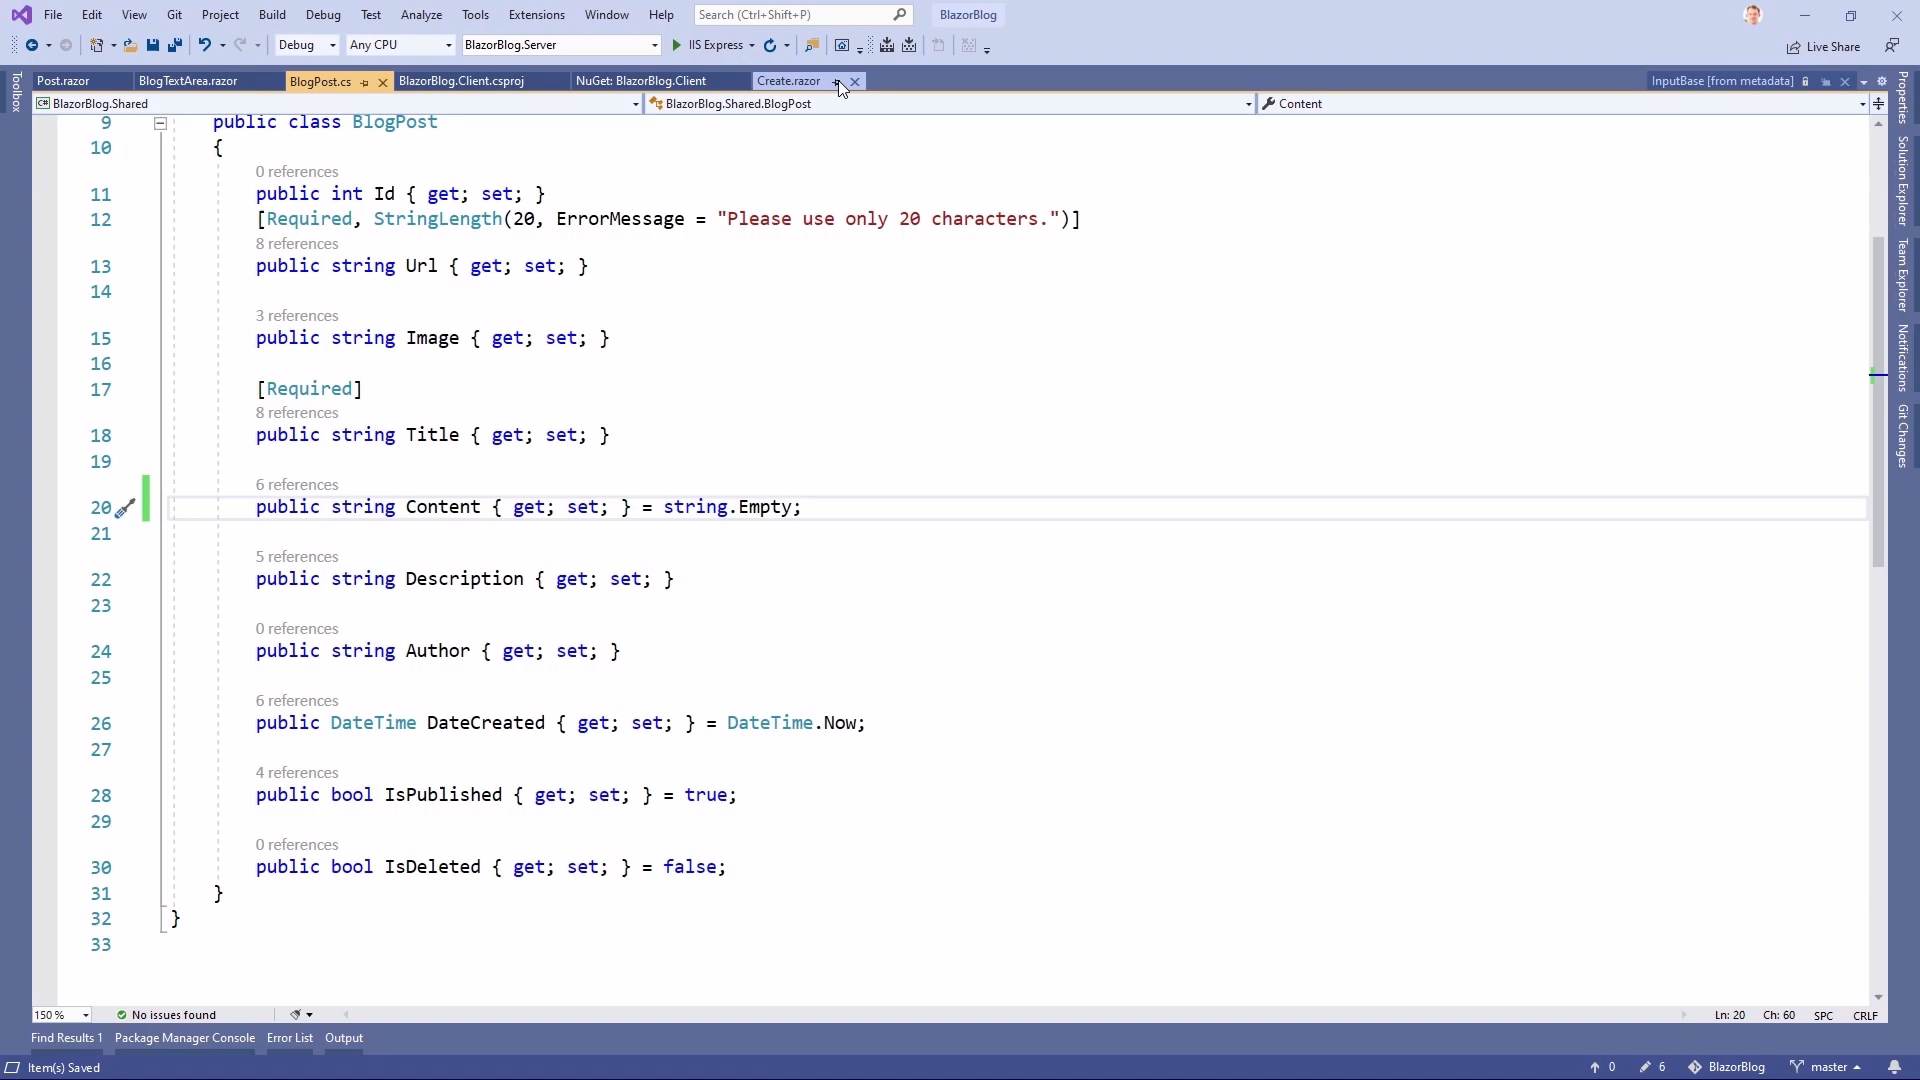 File Edit View Git Project Build Debug Test Analyze Tools Extensions Window Help Search (Ctrl+Shift+P) BlazorBlog
Debug Any CPU BlazorBlog.Server IIS Express Live Share
Toolbox
Post.razor BlogTextArea.razor BlogPost.cs BlazorBlog.Client.csproj NuGet: BlazorBlog.Client Create.razor InputBase [from metadata]
BlazorBlog.Shared BlazorBlog.Shared.BlogPost Content
9 public class BlogPost
10 {
0 references
11 public int Id { get; set; }
12 [Required, StringLength(20, ErrorMessage = "Please use only 20 characters.")]
8 references
13 public string Url { get; set; }
14
3 references
15 public string Image { get; set; }
16
17 [Required]
8 references
18 public string Title { get; set; }
19
6 references
20 public string Content { get; set; } = string.Empty;
21
5 references
22 public string Description { get; set; }
23
0 references
24 public string Author { get; set; }
25
6 references
26 public DateTime DateCreated { get; set; } = DateTime.Now;
27
4 references
28 public bool IsPublished { get; set; } = true;
29
0 references
30 public bool IsDeleted { get; set; } = false;
31 }
32 }
33
Properties
Solution Explorer
Team Explorer
Notifications
Git Changes
150 % No issues found Ln: 20 Ch: 60 SPC CRLF
Find Results 1 Package Manager Console Error List Output
Item(s) Saved 0 6 BlazorBlog master